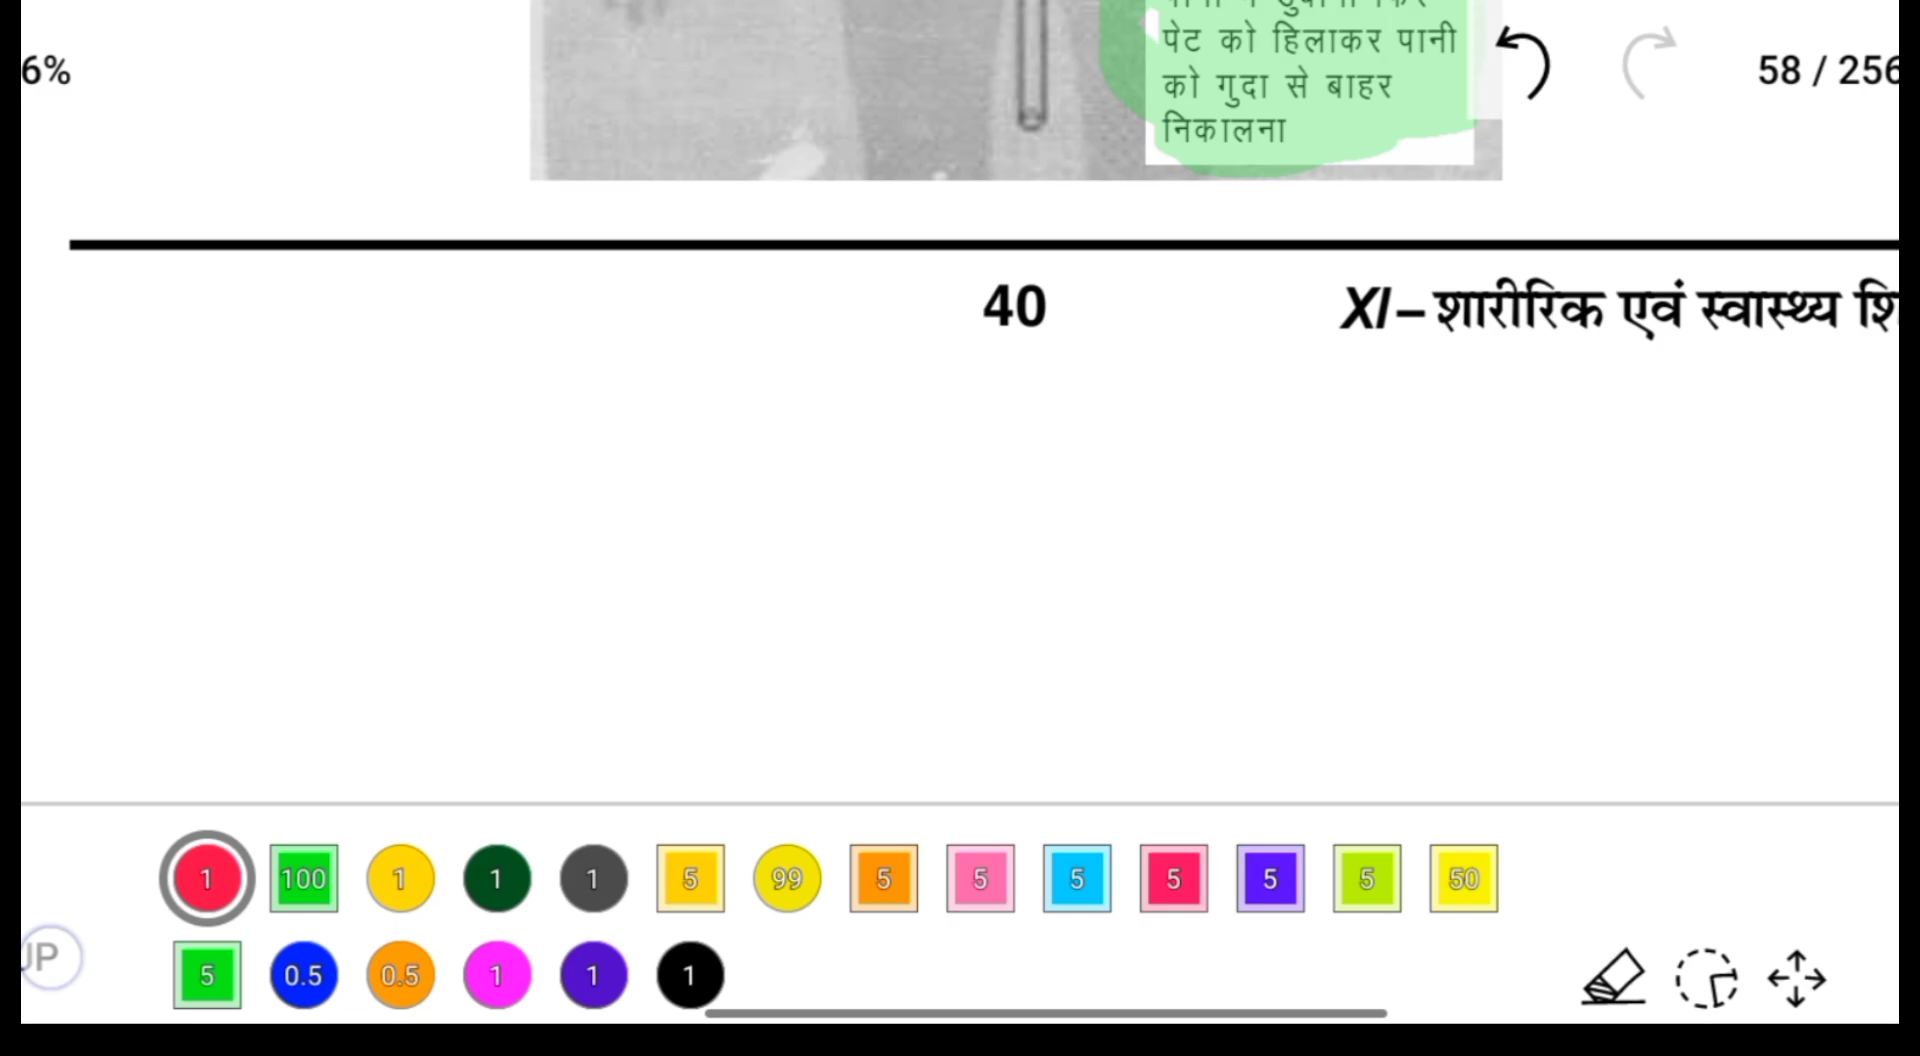 पेट को हिलाकर पानी
को गुदा से बाहर
निकालना
6%
58 / 256
40
XI–शारीरिक एवं स्वास्थ्य शि
1 100 1 1 1 5 99 5 5 5 5 5 5 50
JP
5 0.5 0.5 1 1 1